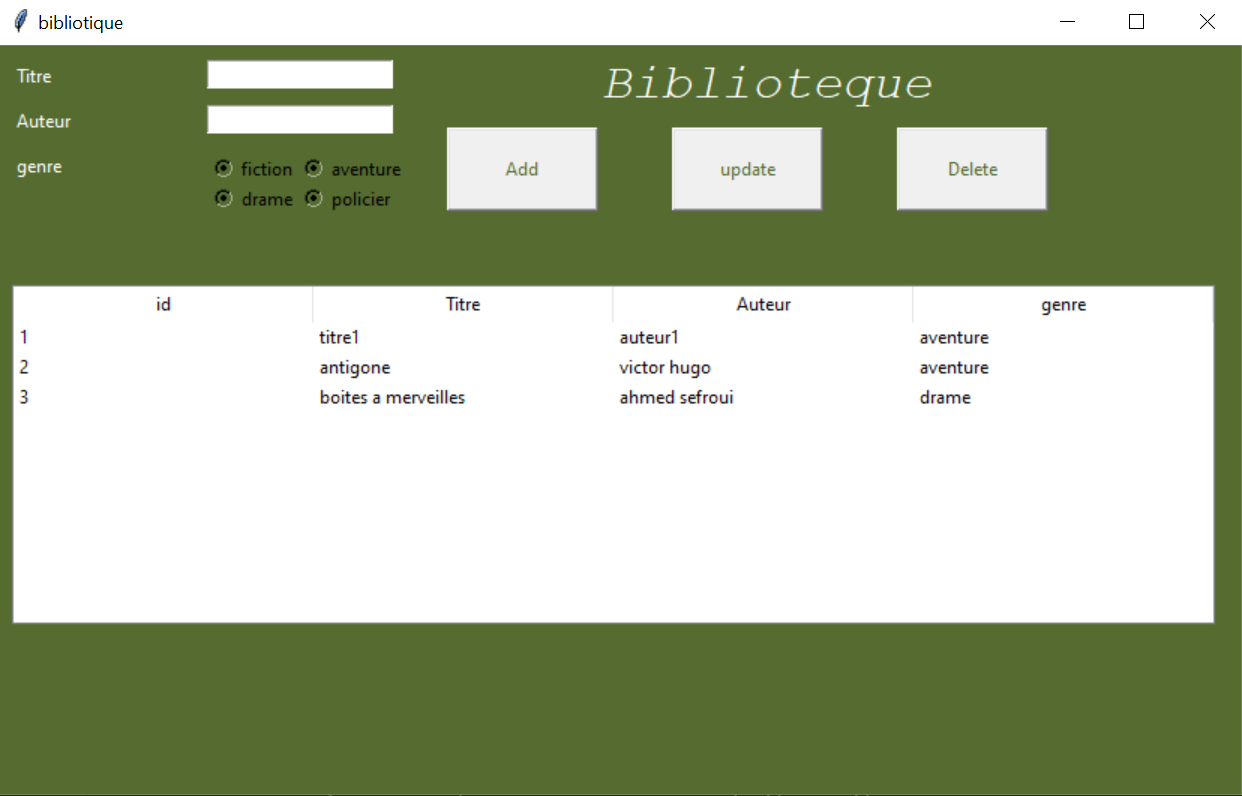 bibliotique
Titre
Biblioteque
Auteur
genre
fiction aventure
drame policier
Add update Delete
id Titre Auteur genre
1 titre1 auteur1 aventure
2 antigone victor hugo aventure
3 boites a merveilles ahmed sefroui drame